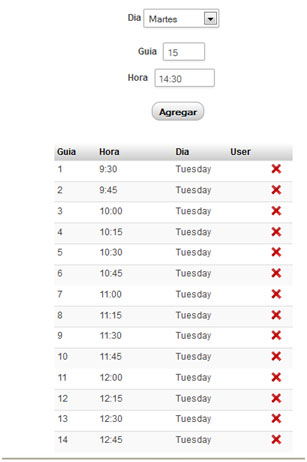 Dia Martes
Guia 15
Hora 14:30
Agregar
Guia Hora Dia User
1 9:30 Tuesday
2 9:45 Tuesday
3 10:00 Tuesday
4 10:15 Tuesday
5 10:30 Tuesday
6 10:45 Tuesday
7 11:00 Tuesday
8 11:15 Tuesday
9 11:30 Tuesday
10 11:45 Tuesday
11 12:00 Tuesday
12 12:15 Tuesday
13 12:30 Tuesday
14 12:45 Tuesday